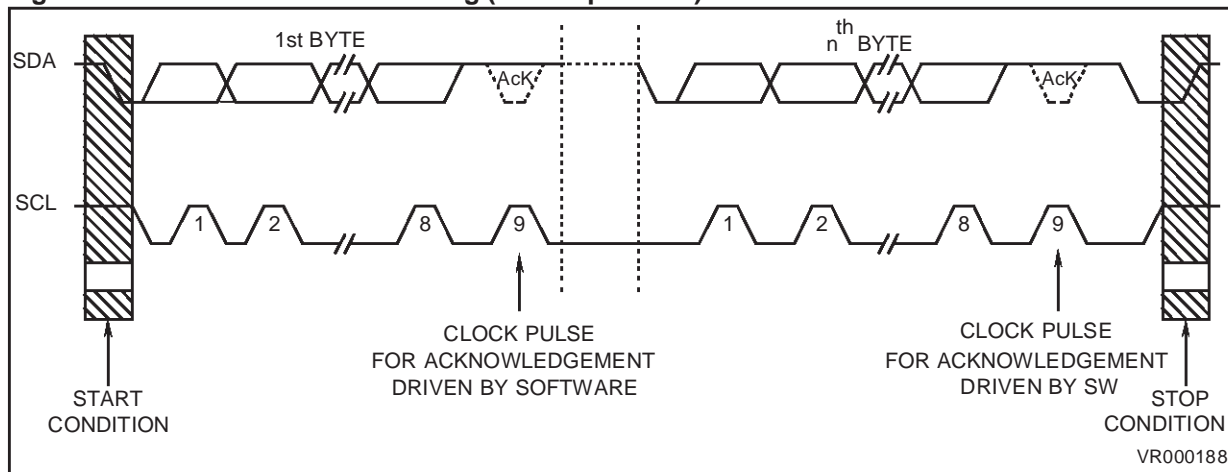 1st BYTE
nth BYTE
SDA
AcK
AcK
SCL
1
2
8
9
1
2
8
9
CLOCK PULSE
FOR ACKNOWLEDGEMENT
DRIVEN BY SOFTWARE
CLOCK PULSE
FOR ACKNOWLEDGEMENT
DRIVEN BY SW
START
CONDITION
STOP
CONDITION
VR000188